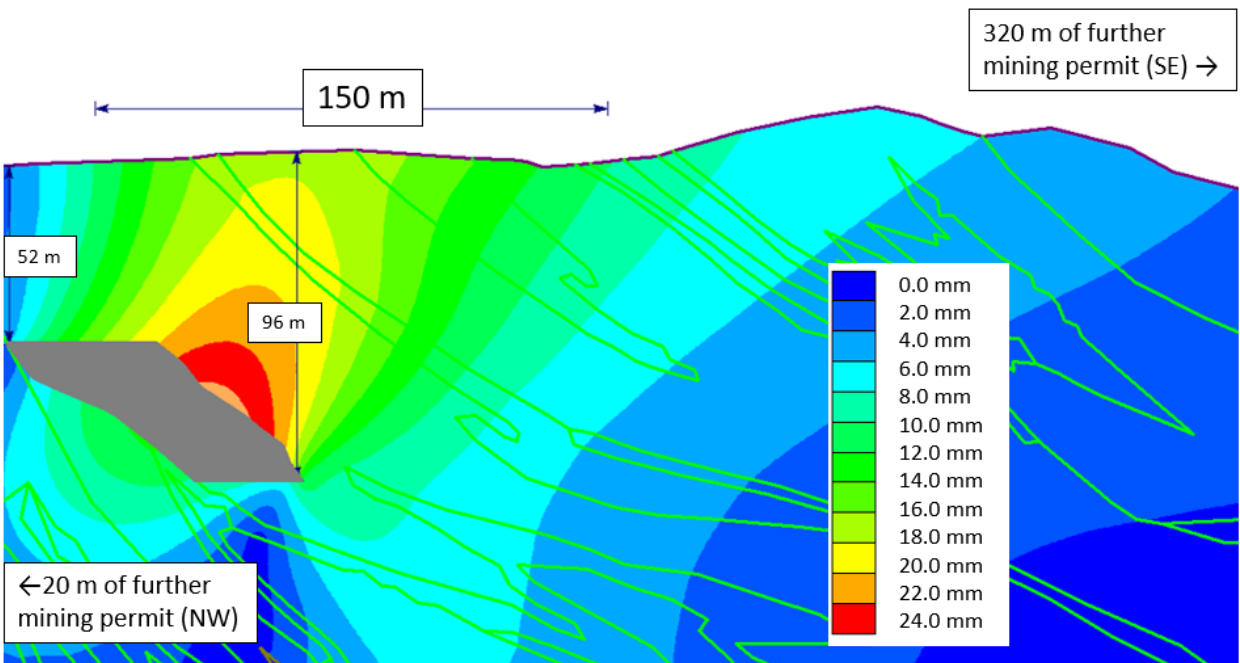 320 m of further
mining permit (SE) →
150 m
52 m
96 m
0.0 mm
2.0 mm
4.0 mm
6.0 mm
8.0 mm
10.0 mm
12.0 mm
14.0 mm
16.0 mm
18.0 mm
20.0 mm
22.0 mm
24.0 mm
←20 m of further
mining permit (NW)